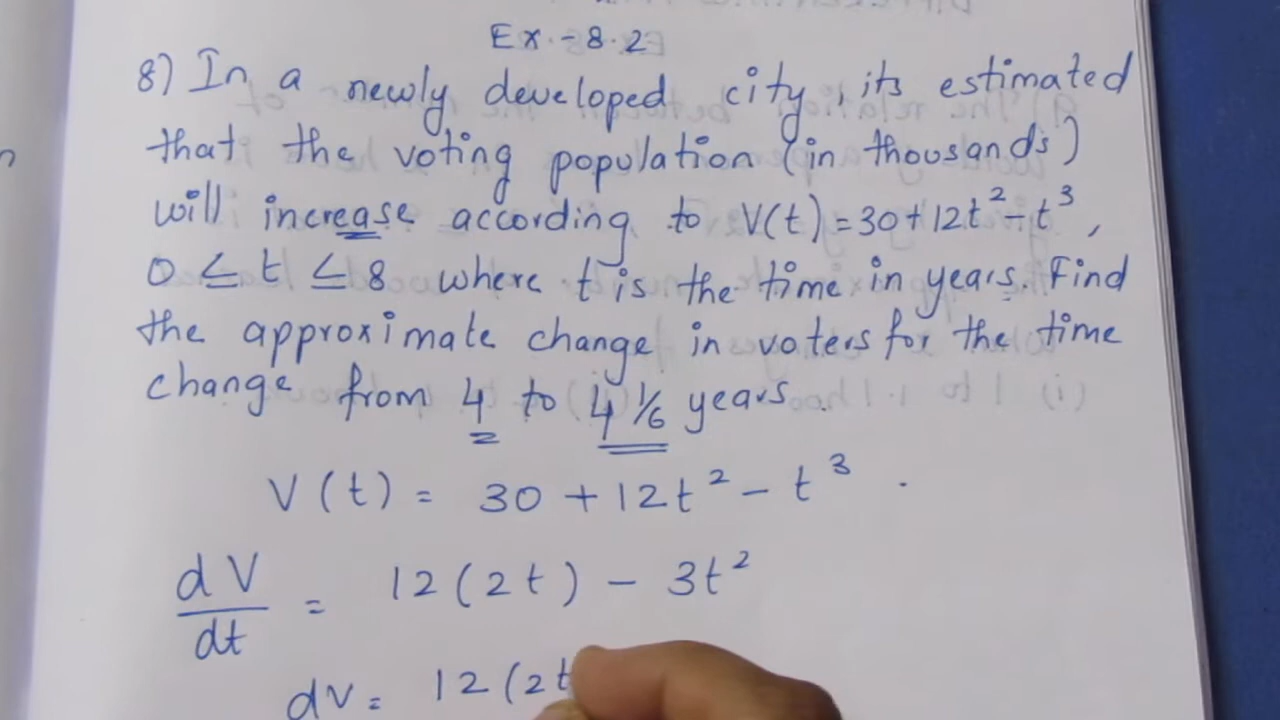 Ex.-8.2
8) In a newly developed city, its estimated
that the voting population (in thousands)
will increase according to V(t)=30+12t²-t³,
0 ≤ t ≤ 8 where t is the time in years. Find
the approximate change in voters for the time
change from 4 to 4 1/6 years.
V(t) = 30+12t²-t³.
dV/dt = 12(2t) - 3t²
dV = 12(2t